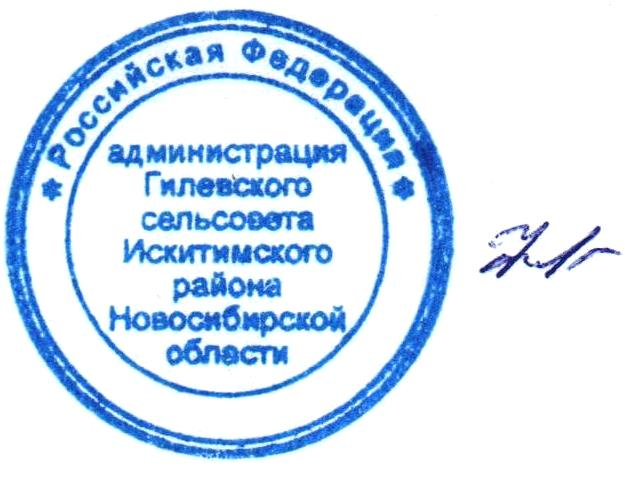 * Российская Федерация *
администрация
Гилевского
сельсовета
Искитимского
района
Новосибирской
области